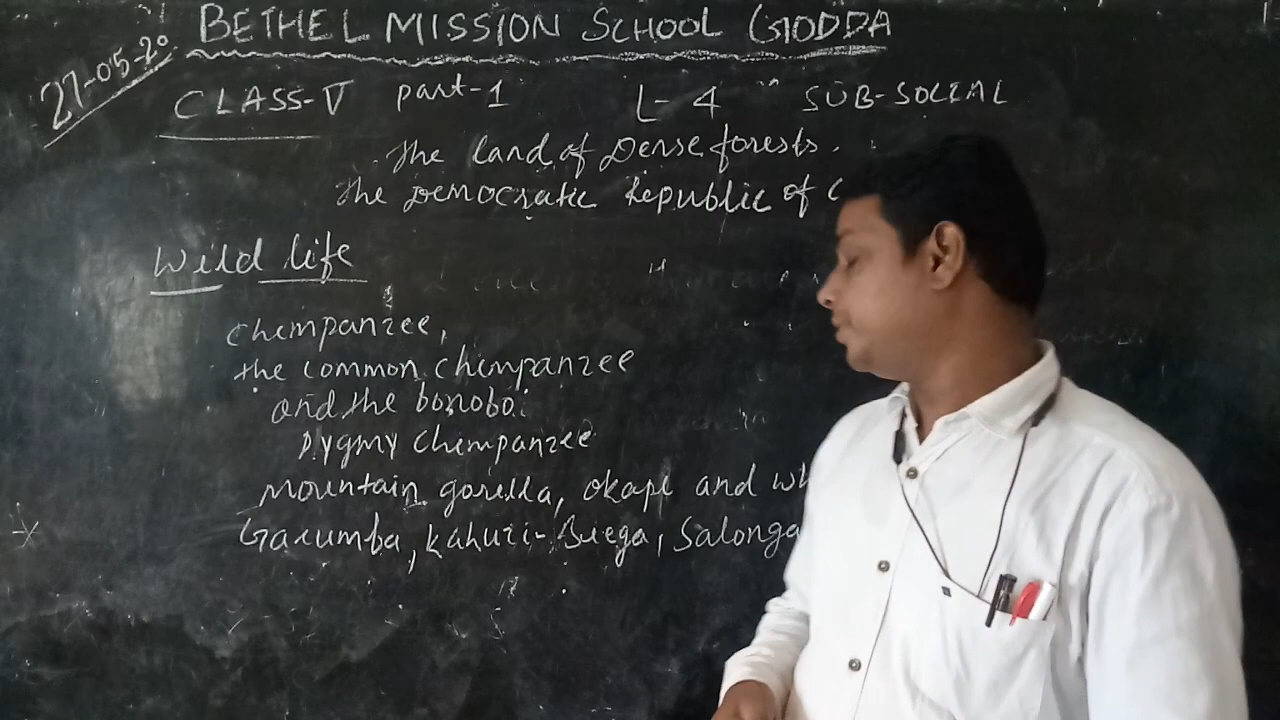 BETHEL MISSION SCHOOL GODDA
27-05-20
CLASS-V part-1 L-4 SUB-SOCIAL
The Land of Dense forests.
The Democratic Republic of C
Wild life
chempanzee,
the common chimpanzee
and the bonobo:
pygmy chimpanzee
mountain gorilla, okapi and wh
Garumba, Kahuzi-Biega, Salonga